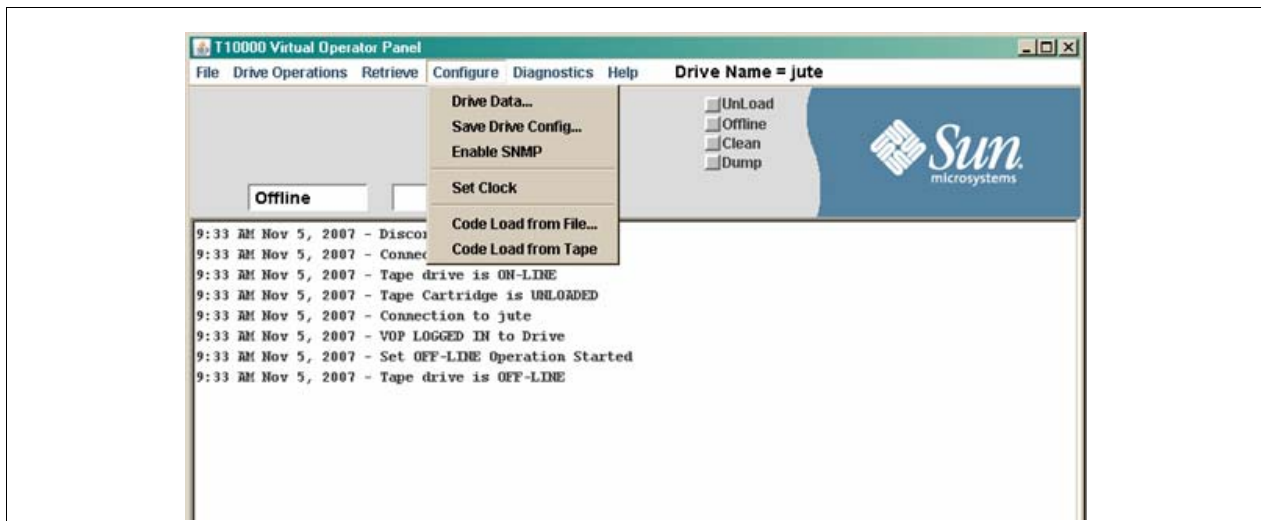 T10000 Virtual Operator Panel
File Drive Operations Retrieve Configure Diagnostics Help Drive Name = jute
Drive Data...
Save Drive Config...
Enable SNMP
Set Clock
Code Load from File...
Code Load from Tape
UnLoad
Offline
Clean
Dump
Sun
microsystems
Offline
9:33 AM Nov 5, 2007 - Discon
9:33 AM Nov 5, 2007 - Connec
9:33 AM Nov 5, 2007 - Tape drive is ON-LINE
9:33 AM Nov 5, 2007 - Tape Cartridge is UNLOADED
9:33 AM Nov 5, 2007 - Connection to jute
9:33 AM Nov 5, 2007 - VOP LOGGED IN to Drive
9:33 AM Nov 5, 2007 - Set OFF-LINE Operation Started
9:33 AM Nov 5, 2007 - Tape drive is OFF-LINE